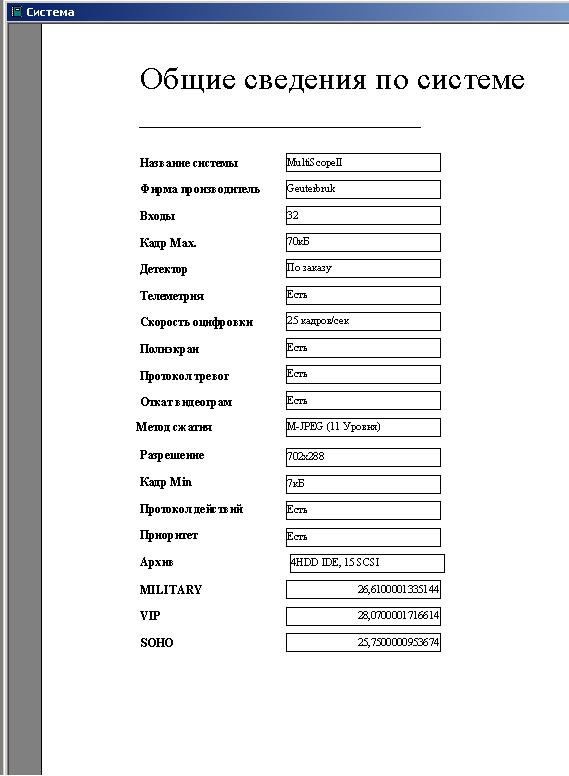 Система
Общие сведения по системе
Название системы MultiScopeII
Фирма производитель Geuterbruk
Входы 32
Кадр Max. 70кБ
Детектор По заказу
Телеметрия Есть
Скорость оцифровки 25 кадров/сек
Полиэкран Есть
Протокол тревог Есть
Откат видеограм Есть
Метод сжатия M-JPEG (11 Уровня)
Разрешение 702x288
Кадр Min 7кБ
Протокол действий Есть
Приоритет Есть
Архив 4HDD IDE, 15 SCSI
MILITARY 26,6100001335144
VIP 28,0700001716614
SOHO 25,7500000953674